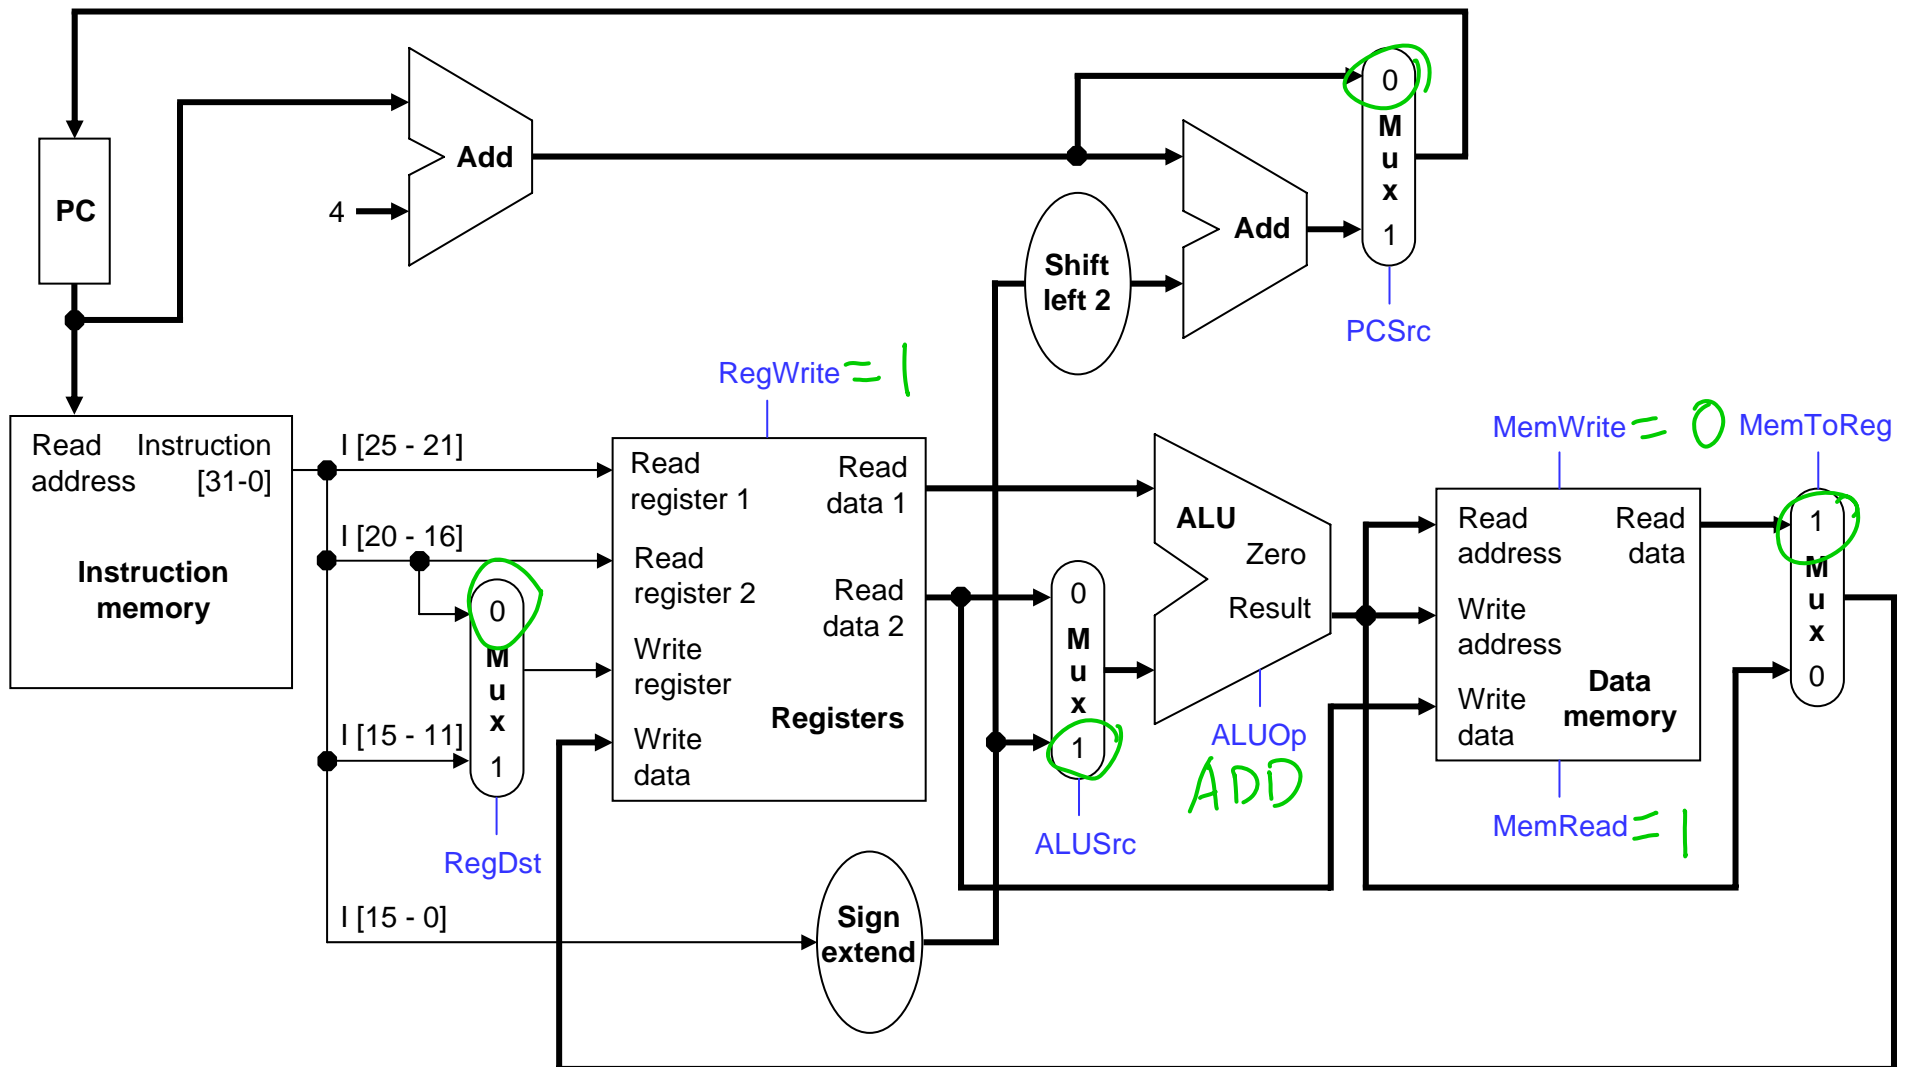 0
M
u
x
1
PCSrc
Add
4
PC
Add
Shift
left 2
RegWrite = 1
MemWrite = 0
MemToReg
Read address
Instruction [31-0]
Instruction
memory
I [25 - 21]
I [20 - 16]
I [15 - 11]
I [15 - 0]
0
M
u
x
1
RegDst
Read
register 1
Read
register 2
Write
register
Write
data
Read
data 1
Read
data 2
Registers
Sign
extend
0
M
u
x
1
ALUSrc
ALU
Zero
Result
ALUOp
ADD
Read
address
Write
address
Write
data
Read
data
Data
memory
MemRead = 1
1
M
u
x
0